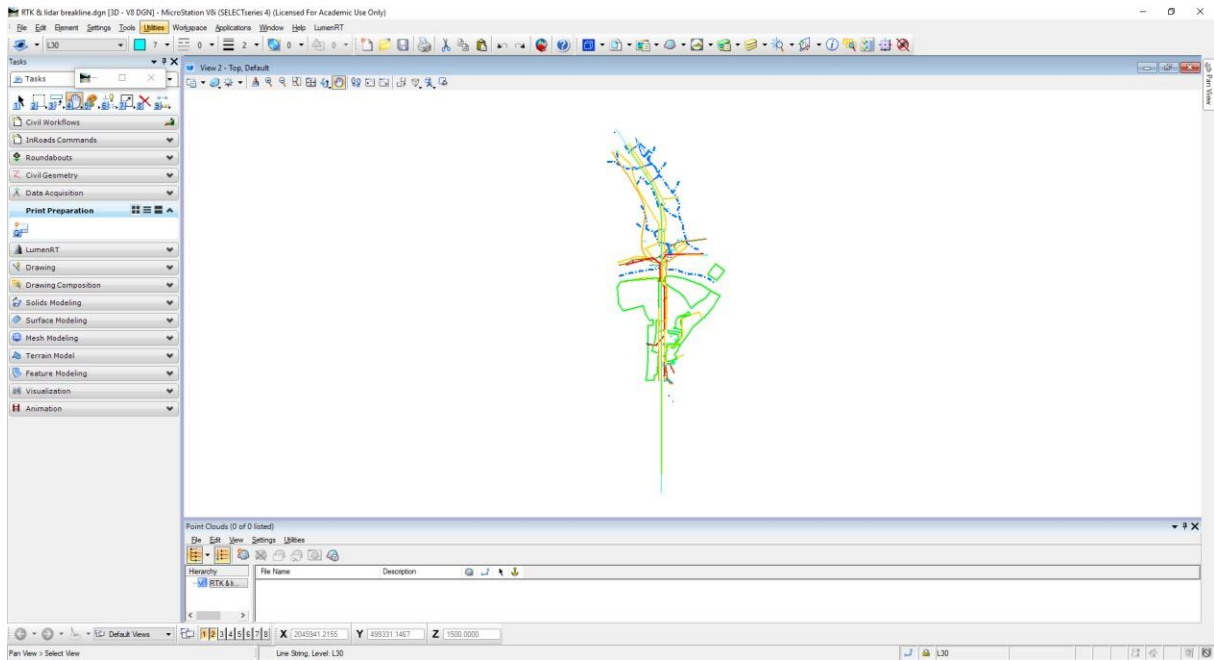 RTK & lidar breakline.dgn [3D - V8 DGN] - MicroStation V8i (SELECTseries 4) (Licensed For Academic Use Only)
File Edit Element Settings Tools Utilities Workspace Applications Window Help LumenRT
L30 7 0 2 0 0
Tasks
View 2 - Top, Default
Tasks
Pan View
Civil Workflows
InRoads Commands
Roundabouts
Civil Geometry
Data Acquisition
Print Preparation
LumenRT
Drawing
Drawing Composition
Solids Modeling
Surface Modeling
Mesh Modeling
Terrain Model
Feature Modeling
Visualization
Animation
Point Clouds (0 of 0 listed)
File Edit View Settings Utilities
Hierarchy File Name Description
RTK & li...
Default Views 1 2 3 4 5 6 7 8 X 2045941.2155 Y 499331.1467 Z 1500.0000
Pan View > Select View Line String, Level: L30 L30